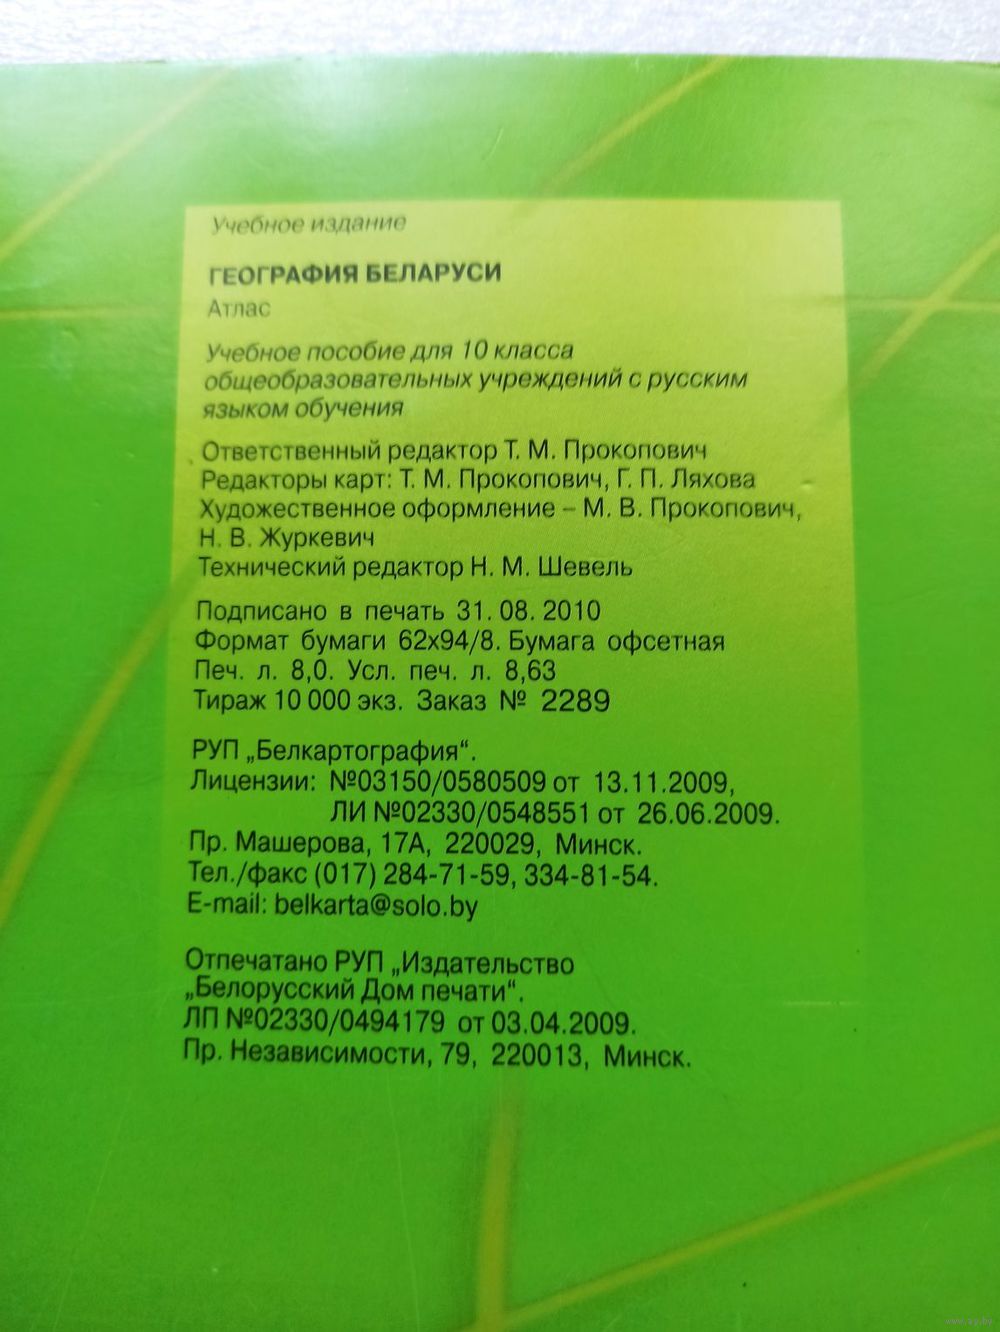 Учебное издание
ГЕОГРАФИЯ БЕЛАРУСИ
Атлас
Учебное пособие для 10 класса
общеобразовательных учреждений с русским
языком обучения
Ответственный редактор Т. М. Прокопович
Редакторы карт: Т. М. Прокопович, Г. П. Ляхова
Художественное оформление – М. В. Прокопович,
Н. В. Журкевич
Технический редактор Н. М. Шевель
Подписано в печать 31. 08. 2010
Формат бумаги 62х94/8. Бумага офсетная
Печ. л. 8,0. Усл. печ. л. 8,63
Тираж 10 000 экз. Заказ № 2289
РУП „Белкартография“.
Лицензии: №03150/0580509 от 13.11.2009,
ЛИ №02330/0548551 от 26.06.2009.
Пр. Машерова, 17А, 220029, Минск.
Тел./факс (017) 284-71-59, 334-81-54.
E-mail: belkarta@solo.by
Отпечатано РУП „Издательство
„Белорусский Дом печати“.
ЛП №02330/0494179 от 03.04.2009.
Пр. Независимости, 79, 220013, Минск.
www.ay.by